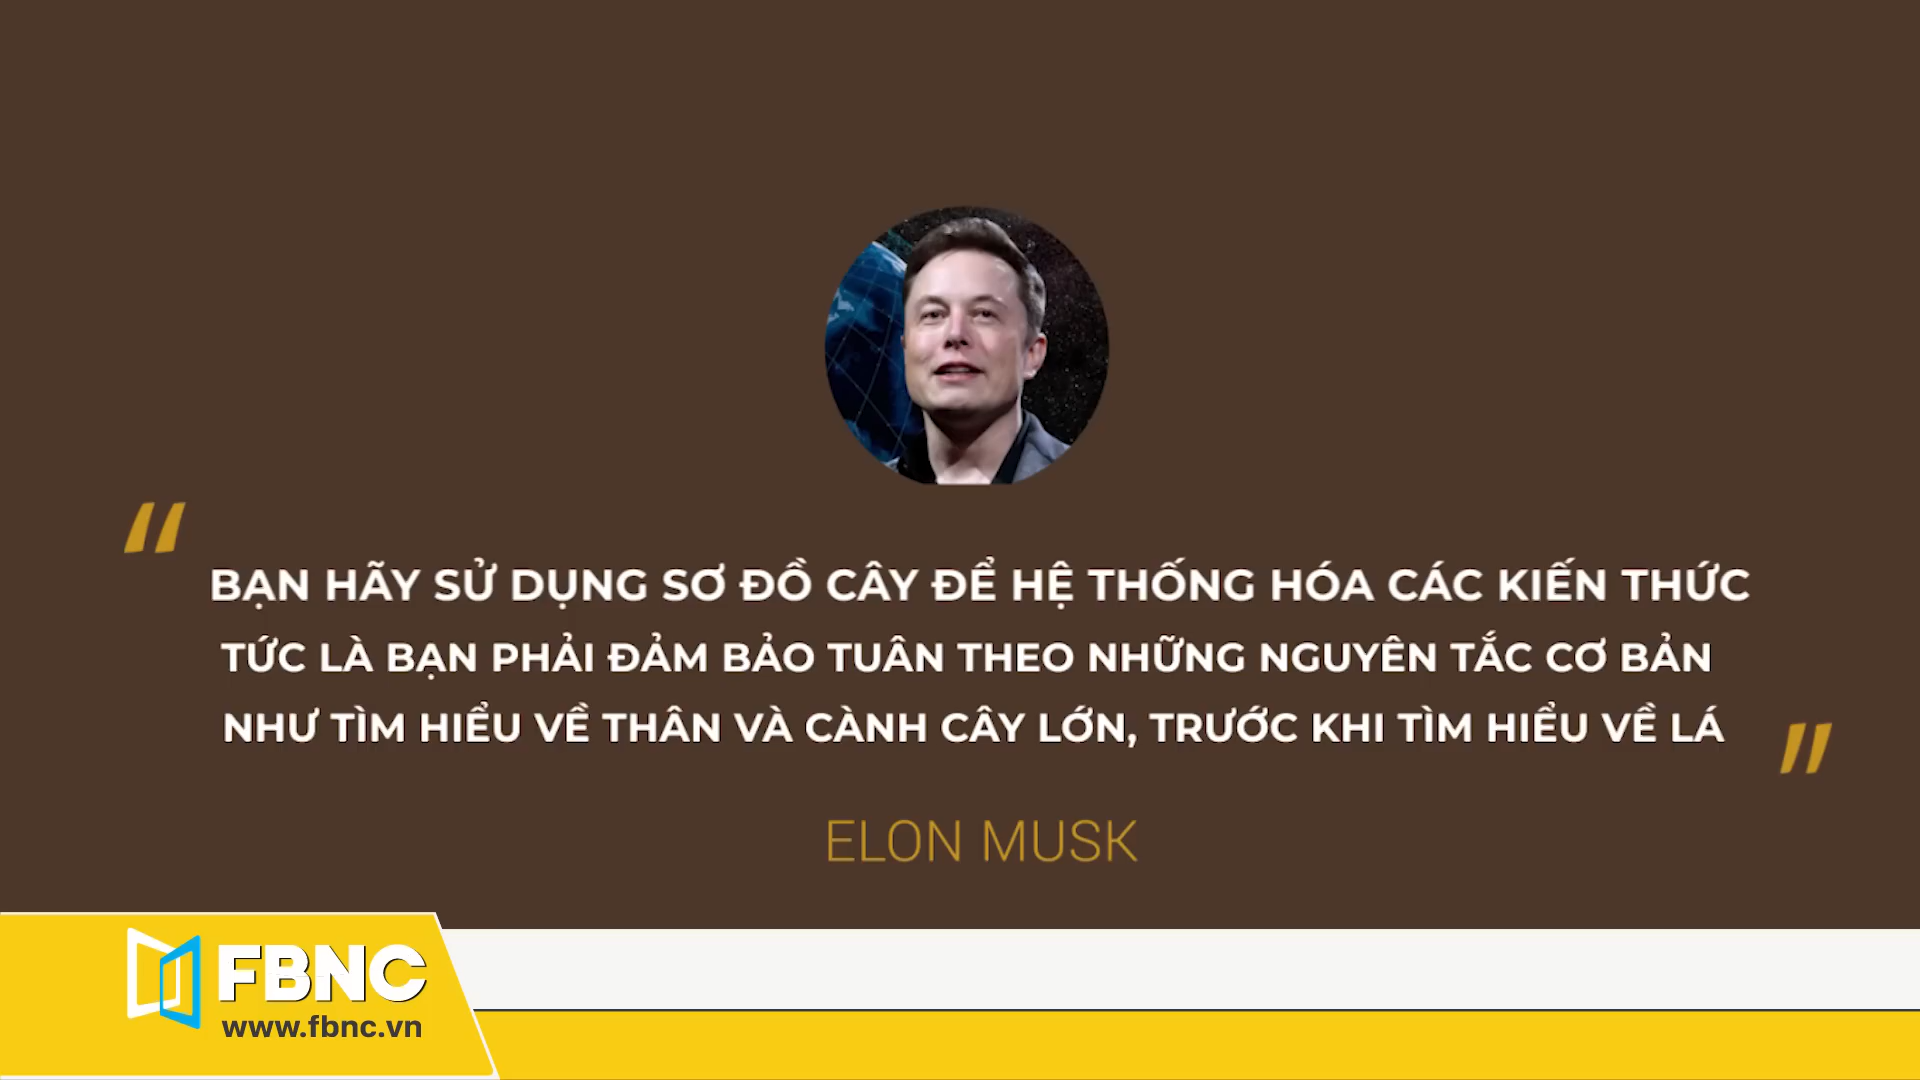 “
BẠN HÃY SỬ DỤNG SƠ ĐỒ CÂY ĐỂ HỆ THỐNG HÓA CÁC KIẾN THỨC
TỨC LÀ BẠN PHẢI ĐẢM BẢO TUÂN THEO NHỮNG NGUYÊN TẮC CƠ BẢN
NHƯ TÌM HIỂU VỀ THÂN VÀ CÀNH CÂY LỚN, TRƯỚC KHI TÌM HIỂU VỀ LÁ
”
ELON MUSK
FBNC
www.fbnc.vn